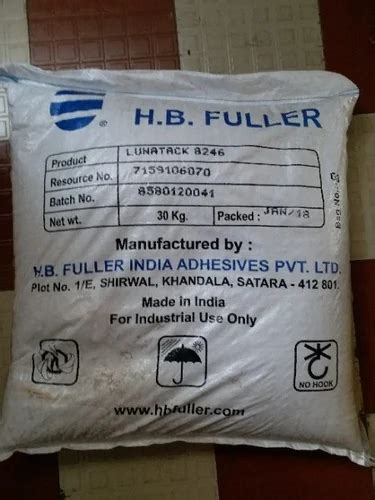 ®
H.B. FULLER
Product LUNATACK 8246
Resource No. 7159106070
Batch No. 8580120041
Net wt. 30 Kg. Packed : JAN/18
Bag No.
Manufactured by :
H.B. FULLER INDIA ADHESIVES PVT. LTD.
Plot No. 1/E, SHIRWAL, KHANDALA, SATARA - 412 801.
Made in India
For Industrial Use Only
NO HOOK
www.hbfuller.com